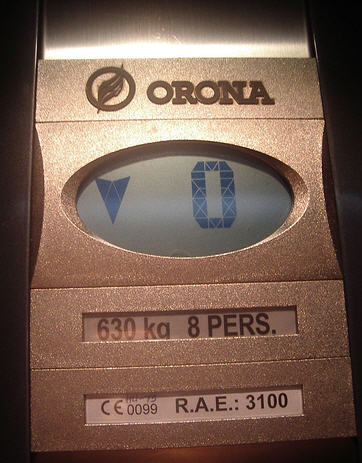 ORONA
0
630 kg 8 PERS.
CE 0099 R.A.E.: 3100